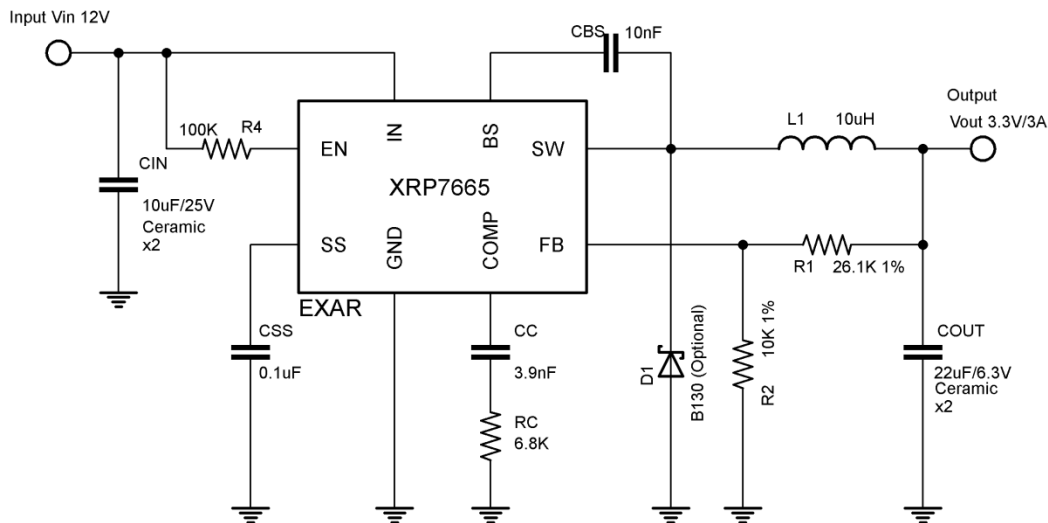 Input Vin 12V
CBS
10nF
Output
Vout 3.3V/3A
L1
10uH
100K
R4
EN
IN
BS
SW
CIN
10uF/25V
Ceramic
x2
XRP7665
SS
GND
COMP
FB
R1
26.1K 1%
EXAR
CSS
0.1uF
CC
3.9nF
RC
6.8K
D1
B130 (Optional)
10K 1%
R2
COUT
22uF/6.3V
Ceramic
x2